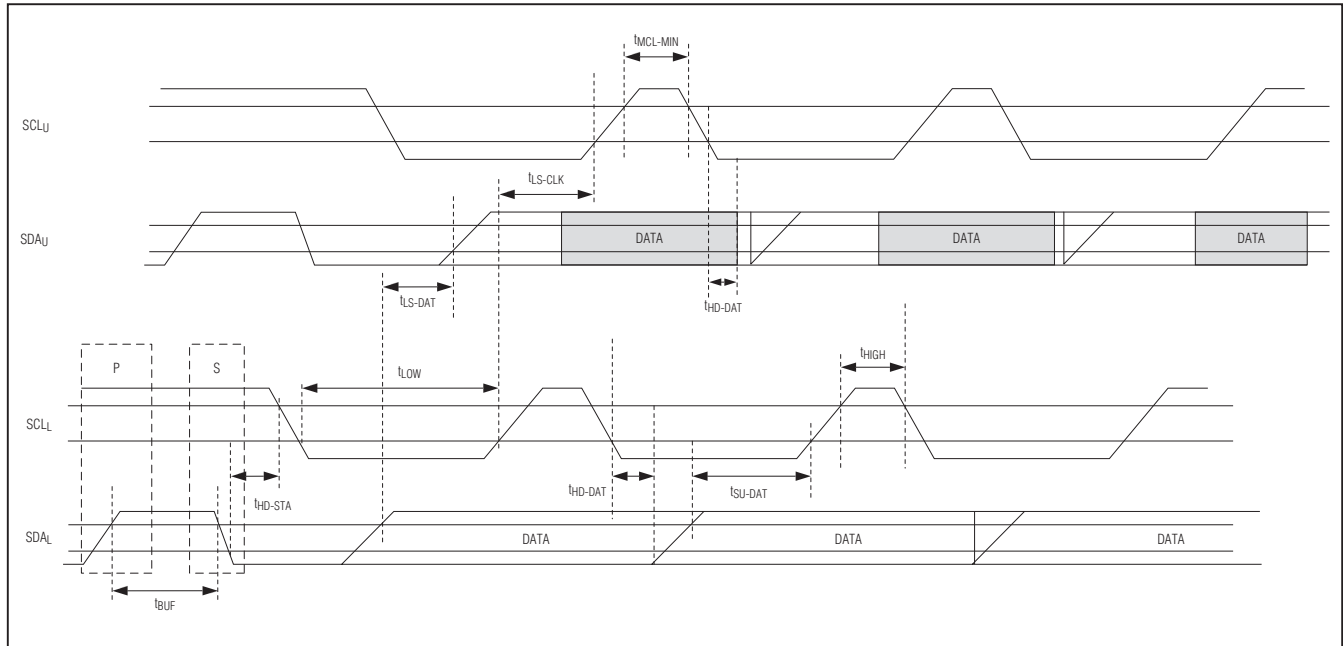 tMCL-MIN
SCLU
tLS-CLK
SDAU
DATA
DATA
DATA
tLS-DAT
tHD-DAT
P
S
tLOW
tHIGH
SCLL
tHD-STA
tHD-DAT
tSU-DAT
SDAL
DATA
DATA
DATA
tBUF